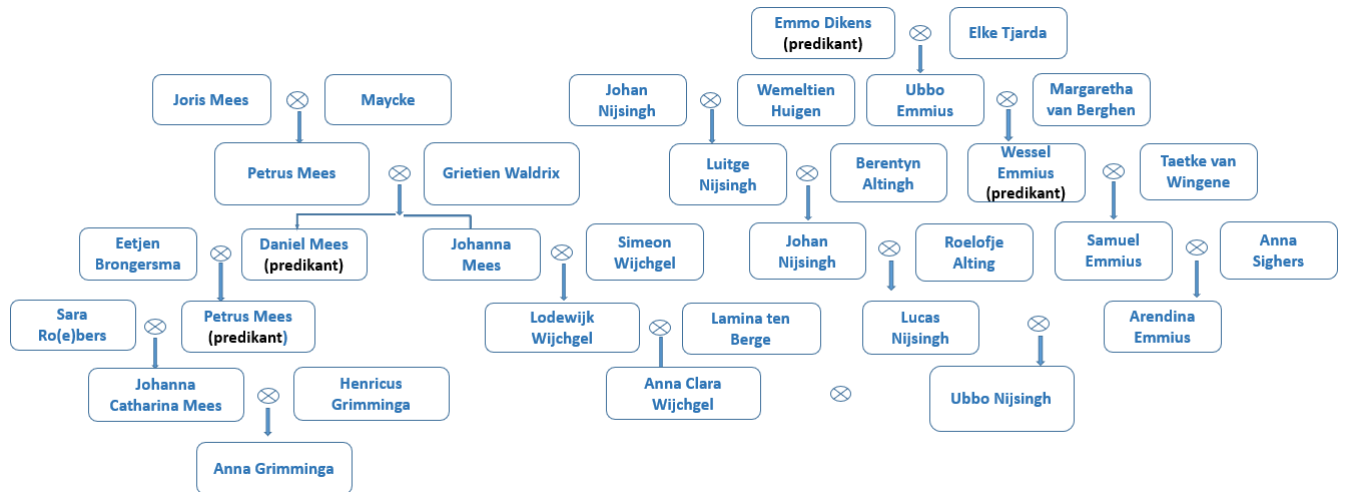 Emmo Dikens
(predikant)
Elke Tjarda
Joris Mees
Maycke
Johan
Nijsingh
Wemeltien
Huigen
Ubbo
Emmius
Margaretha
van Berghen
Petrus Mees
Grietien Waldrix
Luitge
Nijsingh
Berentyn
Altingh
Wessel
Emmius
(predikant)
Taetke van
Wingene
Eetjen
Brongersma
Daniel Mees
(predikant)
Johanna
Mees
Simeon
Wijchgel
Johan
Nijsingh
Roelofje
Alting
Samuel
Emmius
Anna
Sighers
Sara
Ro(e)bers
Petrus Mees
(predikant)
Lodewijk
Wijchgel
Lamina ten
Berge
Lucas
Nijsingh
Arendina
Emmius
Johanna
Catharina Mees
Henricus
Grimminga
Anna Clara
Wijchgel
Ubbo Nijsingh
Anna Grimminga